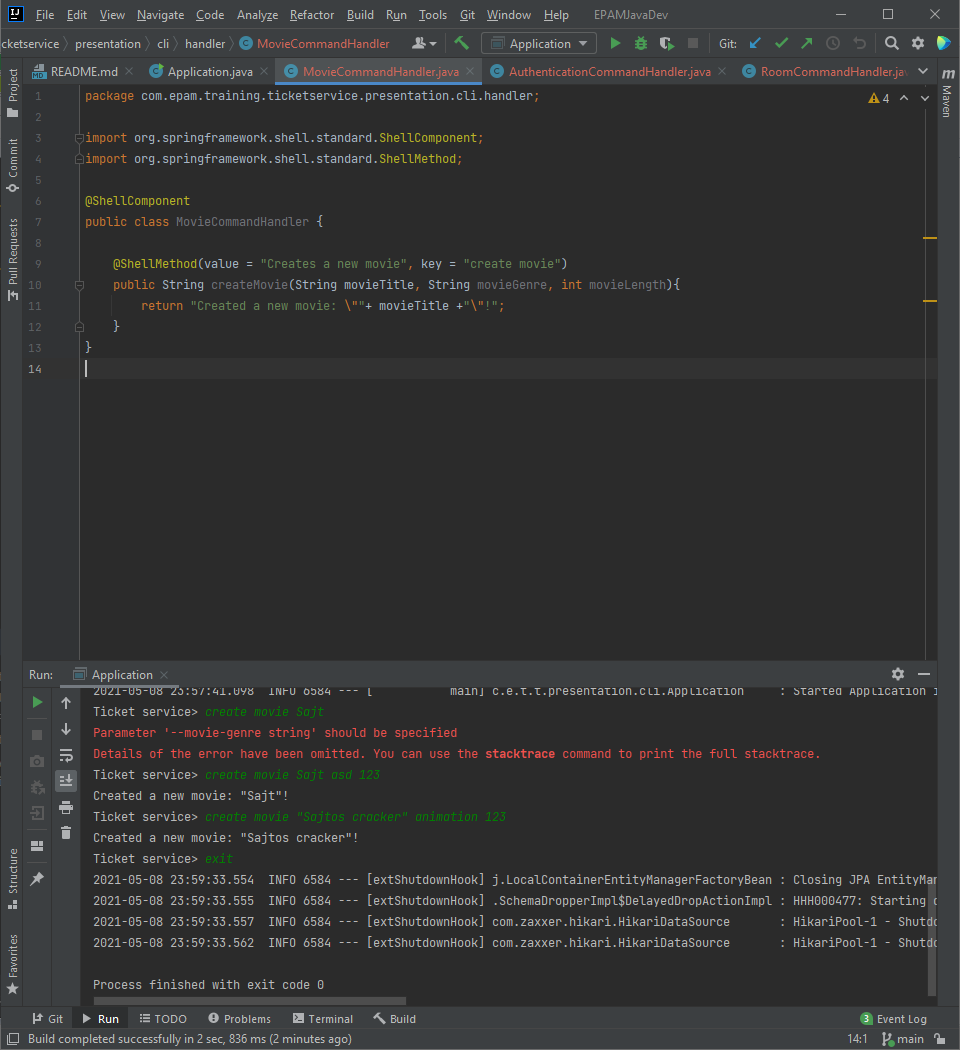 File Edit View Navigate Code Analyze Refactor Build Run Tools Git Window Help EPAMJavaDev
cketservice presentation cli handler MovieCommandHandler Application Git:
README.md Application.java MovieCommandHandler.java AuthenticationCommandHandler.java RoomCommandHandler.jav
Project
Commit
Pull Requests
Structure
Favorites
Maven
4
1 package com.epam.training.ticketservice.presentation.cli.handler;
2
3 import org.springframework.shell.standard.ShellComponent;
4 import org.springframework.shell.standard.ShellMethod;
5
6 @ShellComponent
7 public class MovieCommandHandler {
8
9 @ShellMethod(value = "Creates a new movie", key = "create movie")
10 public String createMovie(String movieTitle, String movieGenre, int movieLength){
11 return "Created a new movie: \""+ movieTitle +"\"!";
12 }
13 }
14
Run: Application
2021-05-08 23:57:41.098 INFO 6584 --- [ main] c.e.t.t.presentation.cli.Application : Started Application i
Ticket service> create movie Sajt
Parameter '--movie-genre string' should be specified
Details of the error have been omitted. You can use the stacktrace command to print the full stacktrace.
Ticket service> create movie Sajt asd 123
Created a new movie: "Sajt"!
Ticket service> create movie "Sajtos cracker" animation 123
Created a new movie: "Sajtos cracker"!
Ticket service> exit
2021-05-08 23:59:33.554 INFO 6584 --- [extShutdownHook] j.LocalContainerEntityManagerFactoryBean : Closing JPA EntityMan
2021-05-08 23:59:33.555 INFO 6584 --- [extShutdownHook] .SchemaDropperImpl$DelayedDropActionImpl : HHH000477: Starting d
2021-05-08 23:59:33.556 INFO 6584 --- [extShutdownHook] com.zaxxer.hikari.HikariDataSource : HikariPool-1 - Shutdo
2021-05-08 23:59:33.562 INFO 6584 --- [extShutdownHook] com.zaxxer.hikari.HikariDataSource : HikariPool-1 - Shutdo
Process finished with exit code 0
Git Run TODO Problems Terminal Build 3 Event Log
Build completed successfully in 2 sec, 836 ms (2 minutes ago) 14:1 main